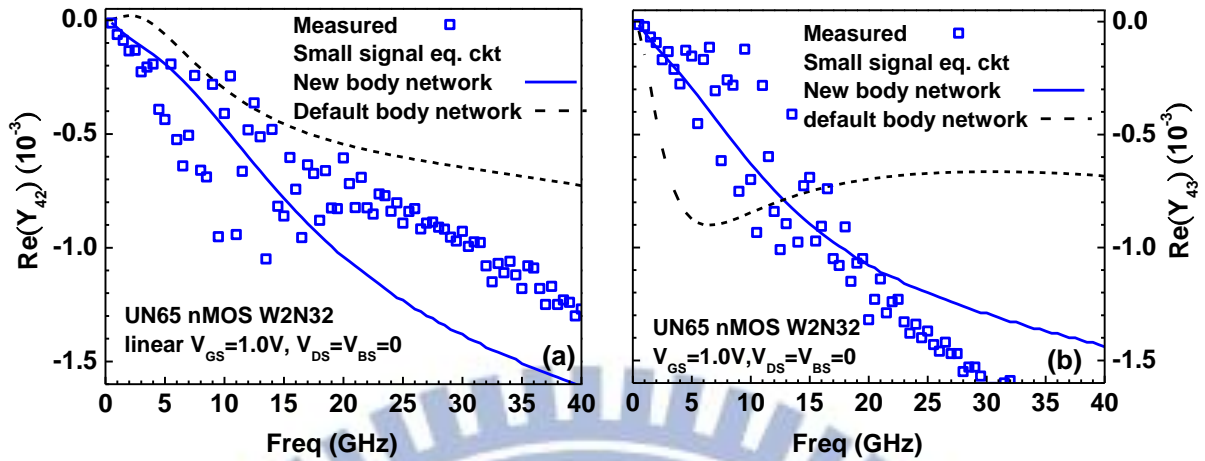 0.0
-0.5
-1.0
-1.5
Re(Y42) (10-3)
Measured
Small signal eq. ckt
New body network
Default body network
UN65 nMOS W2N32
linear VGS=1.0V, VDS=VBS=0
(a)
0 5 10 15 20 25 30 35 40
Freq (GHz)
Measured
Small signal eq. ckt
New body network
default body network
UN65 nMOS W2N32
VGS=1.0V,VDS=VBS=0
(b)
0 5 10 15 20 25 30 35 40
Freq (GHz)
0.0
-0.5
-1.0
-1.5
Re(Y43) (10-3)